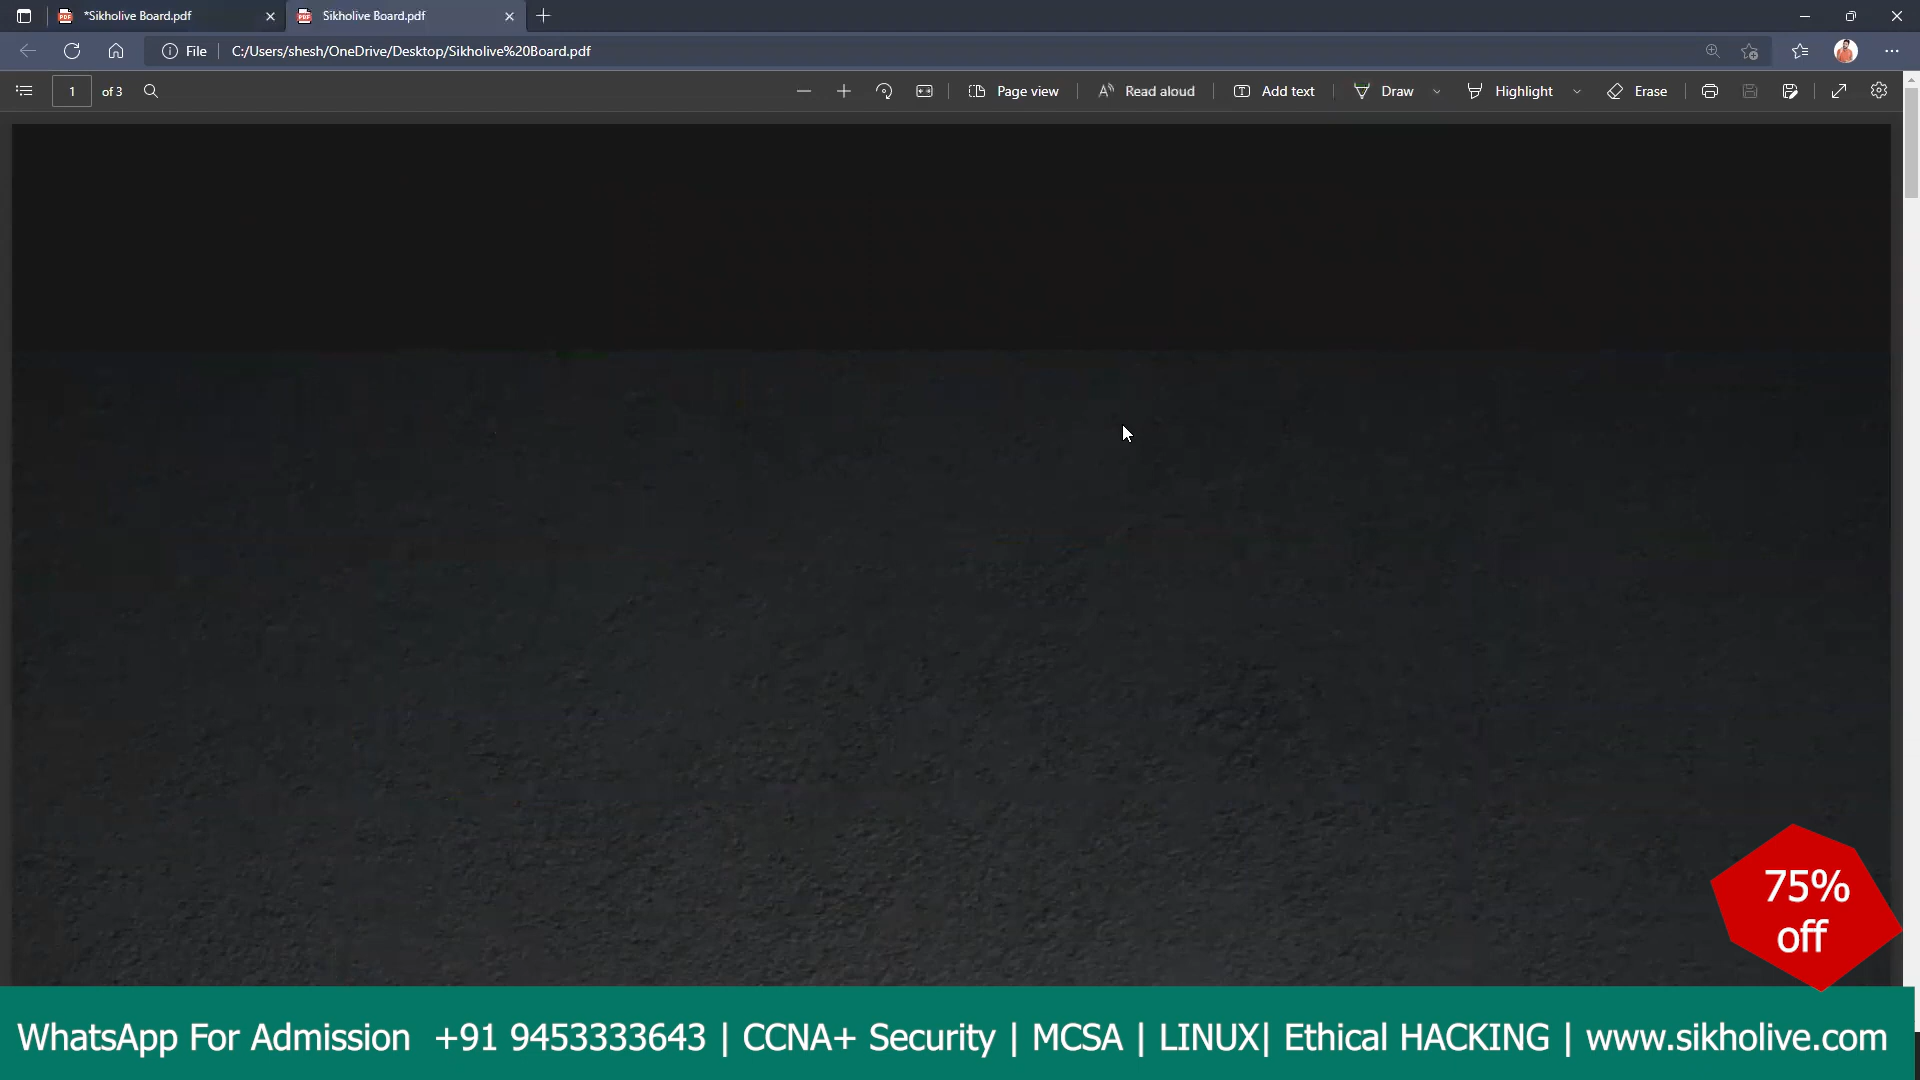 *Sikholive Board.pdf
Sikholive Board.pdf
File
C:/Users/shesh/OneDrive/Desktop/Sikholive%20Board.pdf
1 of 3
Page view
Read aloud
Add text
Draw
Highlight
Erase
75%
off
WhatsApp For Admission +91 9453333643 | CCNA+ Security | MCSA | LINUX| Ethical HACKING | www.sikholive.com